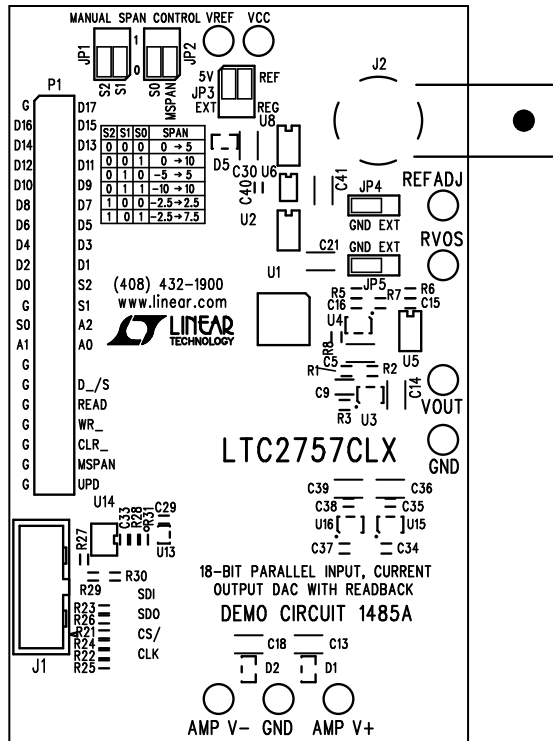 MANUAL SPAN CONTROL VREF VCC
JP1
1
0
JP2
S2
S1
S0
MSPAN
5V REF
JP3
EXT REG
J2
P1
G D17
D16 D15
D14 D13
D12 D11
D10 D9
D8 D7
D6 D5
D4 D3
D2 D1
D0 S2
G S1
S0 A2
A1 A0
G
G D_/S
G READ
G WR_
G CLR_
G MSPAN
G UPD
S2 S1 S0 SPAN
0 0 0 0→5
0 0 1 0→10
0 1 0 -5→5
0 1 1 -10→10
1 0 0 -2.5→2.5
1 0 1 -2.5→7.5
D5
C30
U8
U6
C40
C41
U2
JP4
GND EXT
REFADJ
RVOS
C21
GND EXT
JP5
U1
(408) 432-1900
www.linear.com
LINEAR
TECHNOLOGY
R5
C16
R7
R6
C15
U4
R8
U5
C5
R1
R2
C9
C14
U3
R3
VOUT
LTC2757CLX
GND
C39
C36
C38
C35
U16
U15
C37
C34
U14
C33
R28
R31
C29
U13
R27
R29
R30
18-BIT PARALLEL INPUT, CURRENT
OUTPUT DAC WITH READBACK
DEMO CIRCUIT 1485A
SDI
SDO
CS/
CLK
R23
R26
R21
R24
R22
R25
J1
C18
C13
D2
D1
AMP V- GND AMP V+